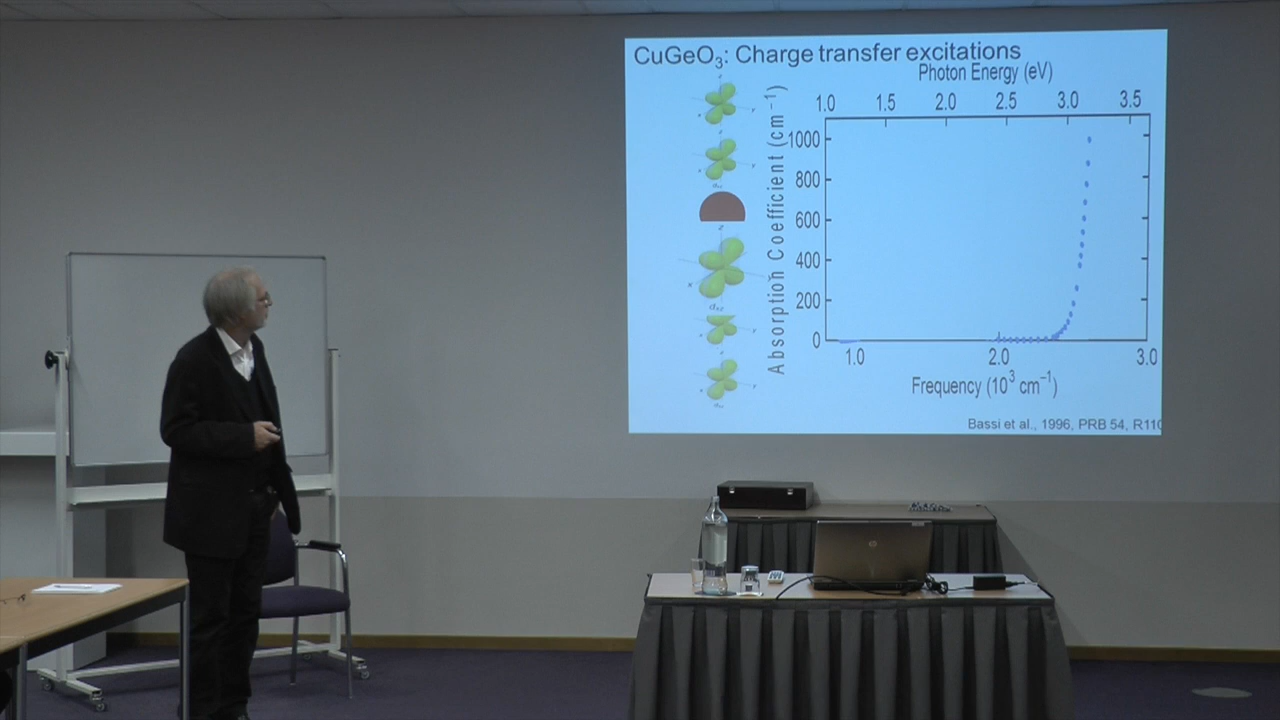 CuGeO₃: Charge transfer excitations
Photon Energy (eV)
1.0 1.5 2.0 2.5 3.0 3.5
Absorption Coefficient (cm⁻¹)
1000
800
600
400
200
0
1.0 2.0 3.0
Frequency (10³ cm⁻¹)
Bassi et al., 1996, PRB 54, R110